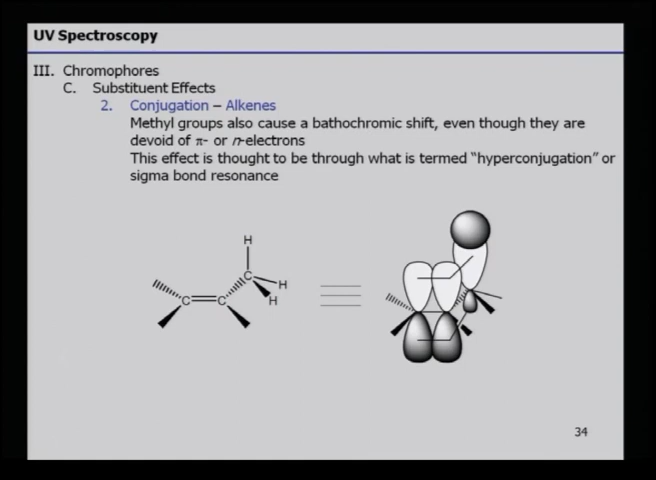 UV Spectroscopy
III. Chromophores
C. Substituent Effects
2. Conjugation – Alkenes
Methyl groups also cause a bathochromic shift, even though they are
devoid of π- or n-electrons
This effect is thought to be through what is termed "hyperconjugation" or
sigma bond resonance
H
C H
C C H
34